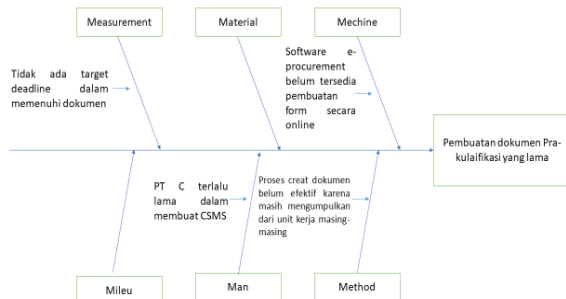 Measurement
Material
Mechine
Tidak ada target
deadline dalam
memenuhi dokumen
Software e-
procurement
belum tersedia
pembuatan
form secara
online
Pembuatan dokumen Pra-
kulaifikasi yang lama
PT C terlalu
lama dalam
membuat CSMS
Proses creat dokumen
belum efektif karena
masih mengumpulkan
dari unit kerja masing-
masing
Mileu
Man
Method